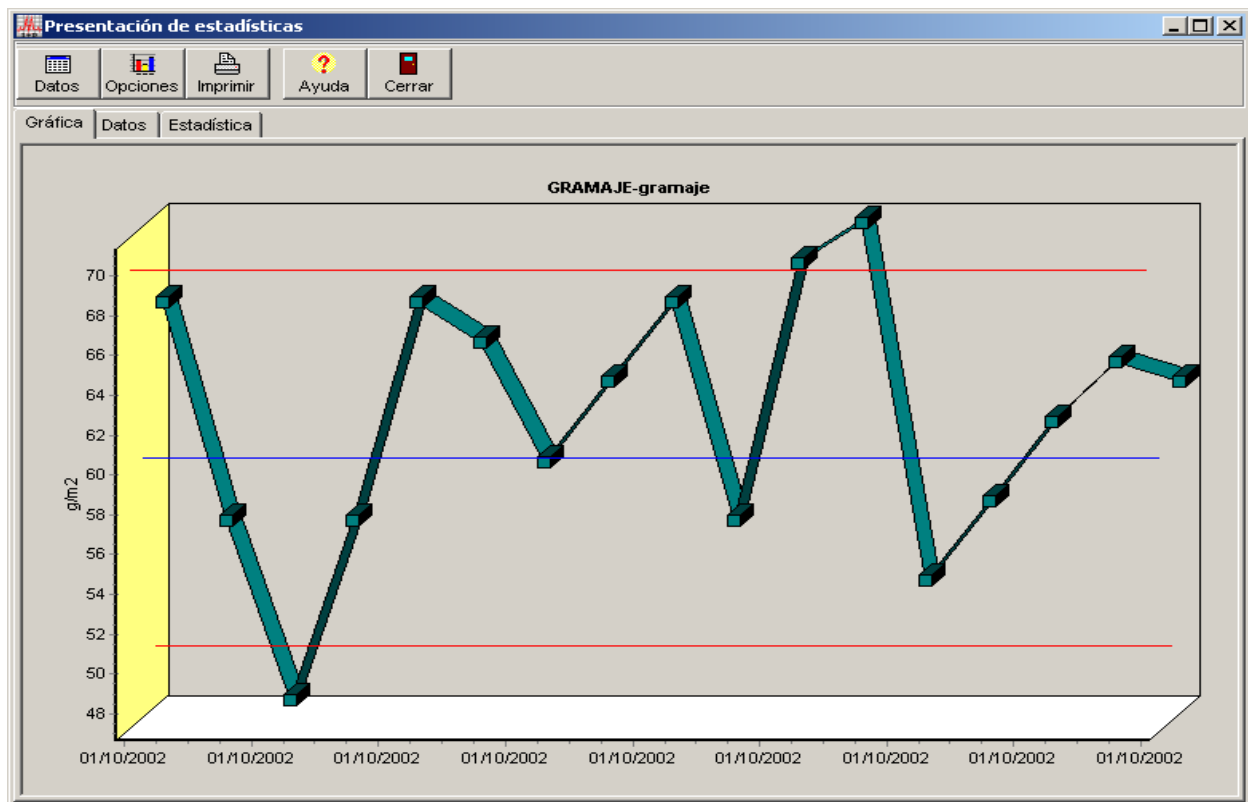 Presentación de estadísticas
Datos Opciones Imprimir Ayuda Cerrar
Gráfica Datos Estadística
GRAMAJE-gramaje
70
68
66
64
62
60
g/m2
58
56
54
52
50
48
01/10/2002 01/10/2002 01/10/2002 01/10/2002 01/10/2002 01/10/2002 01/10/2002 01/10/2002 01/10/2002